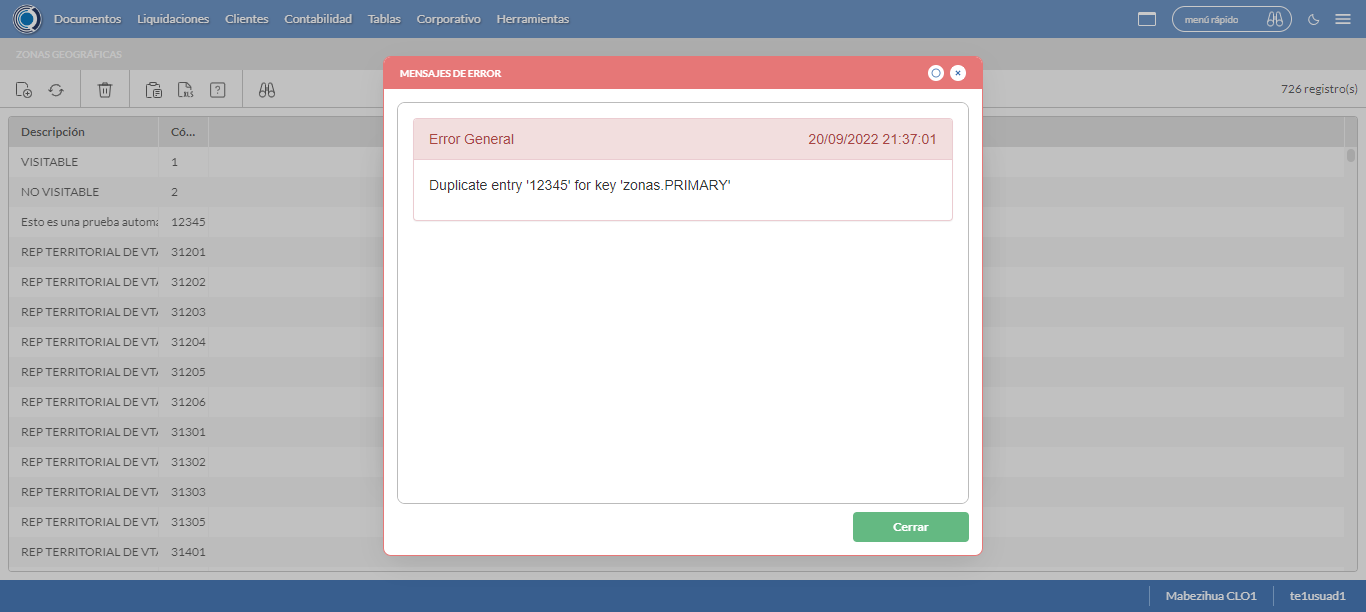 Documentos Liquidaciones Clientes Contabilidad Tablas Corporativo Herramientas menú rápido
ZONAS GEOGRÁFICAS
MENSAJES DE ERROR
XLS ? 726 registro(s)
Error General 20/09/2022 21:37:01
Duplicate entry '12345' for key 'zonas.PRIMARY'
Descripción Có...
VISITABLE 1
NO VISITABLE 2
Esto es una prueba automa 12345
REP TERRITORIAL DE VTA 31201
REP TERRITORIAL DE VTA 31202
REP TERRITORIAL DE VTA 31203
REP TERRITORIAL DE VTA 31204
REP TERRITORIAL DE VTA 31205
REP TERRITORIAL DE VTA 31206
REP TERRITORIAL DE VTA 31301
REP TERRITORIAL DE VTA 31302
REP TERRITORIAL DE VTA 31303
REP TERRITORIAL DE VTA 31305
REP TERRITORIAL DE VTA 31401
Cerrar
Mabezihua CLO1 te1usuad1